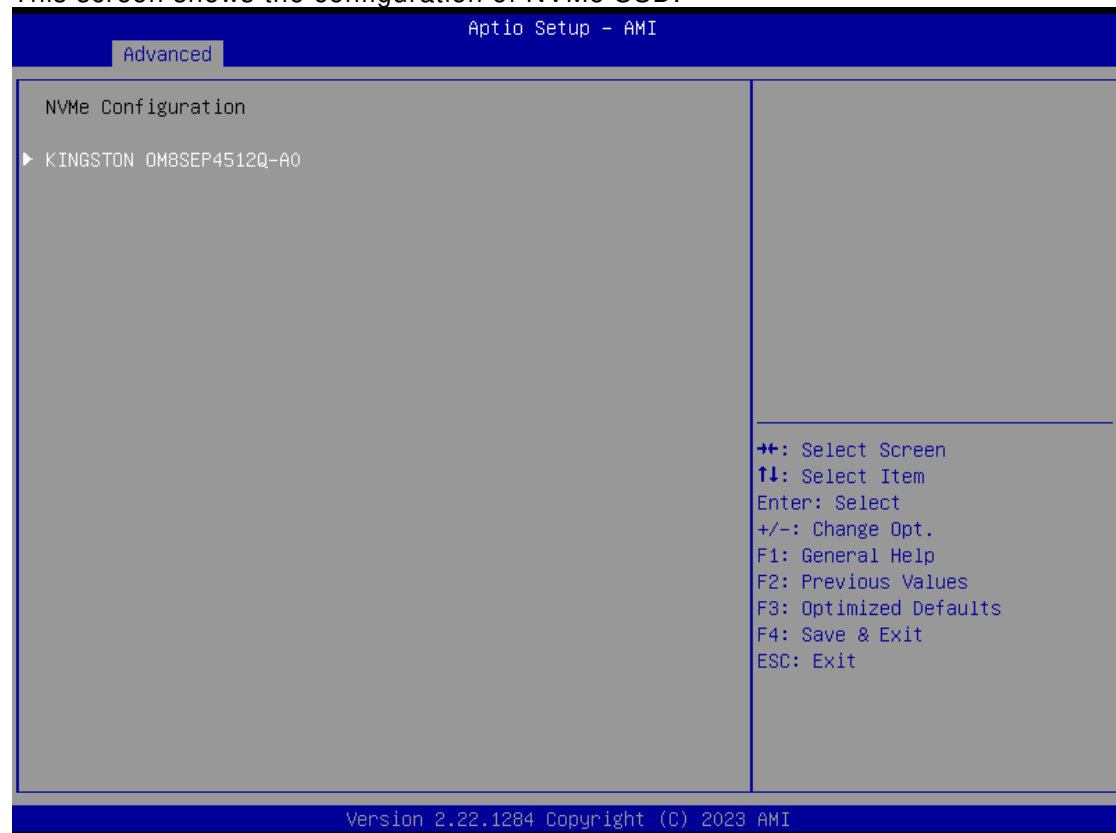 This screen shows the configuration of NVMe SSD.
Aptio Setup – AMI
Advanced
NVMe Configuration
▶ KINGSTON OM8SEP4512Q-A0
→←: Select Screen
↑↓: Select Item
Enter: Select
+/-: Change Opt.
F1: General Help
F2: Previous Values
F3: Optimized Defaults
F4: Save & Exit
ESC: Exit
Version 2.22.1284 Copyright (C) 2023 AMI